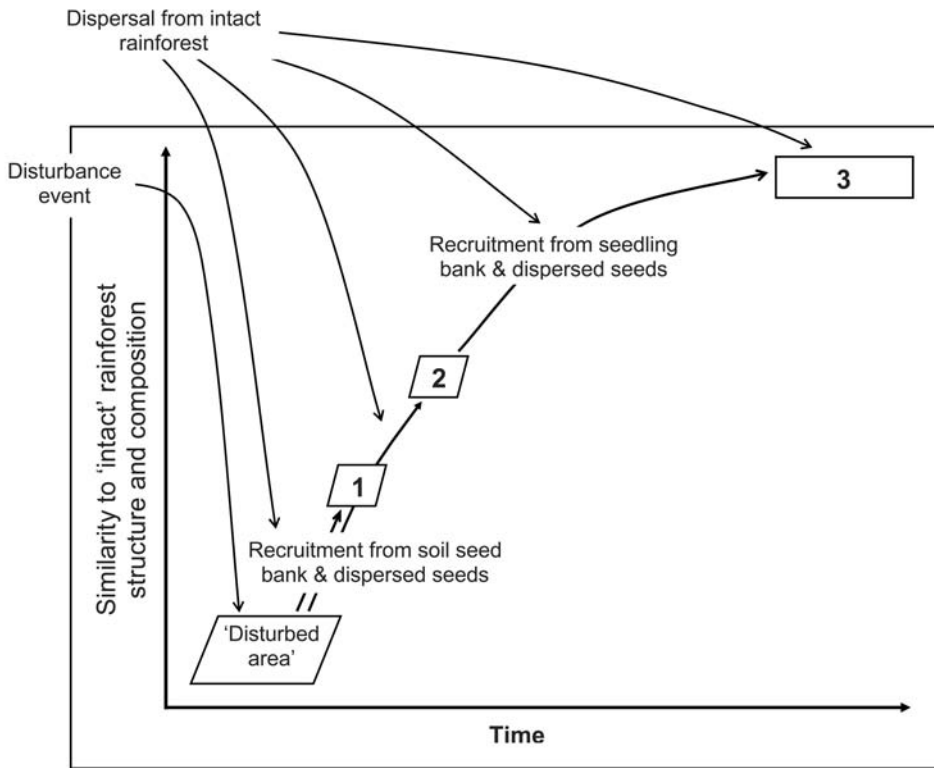 Dispersal from intact
rainforest
Disturbance
event
3
Recruitment from seedling
bank & dispersed seeds
2
1
Recruitment from soil seed
bank & dispersed seeds
‘Disturbed
area’
Similarity to ‘intact’ rainforest
structure and composition
Time